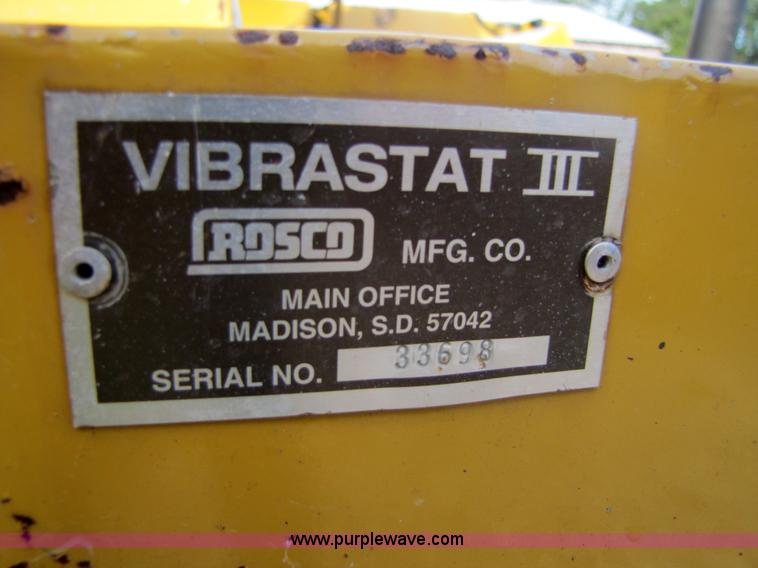 VIBRASTAT III
ROSCO MFG. CO.
MAIN OFFICE
MADISON, S.D. 57042
SERIAL NO. 33698
www.purplewave.com